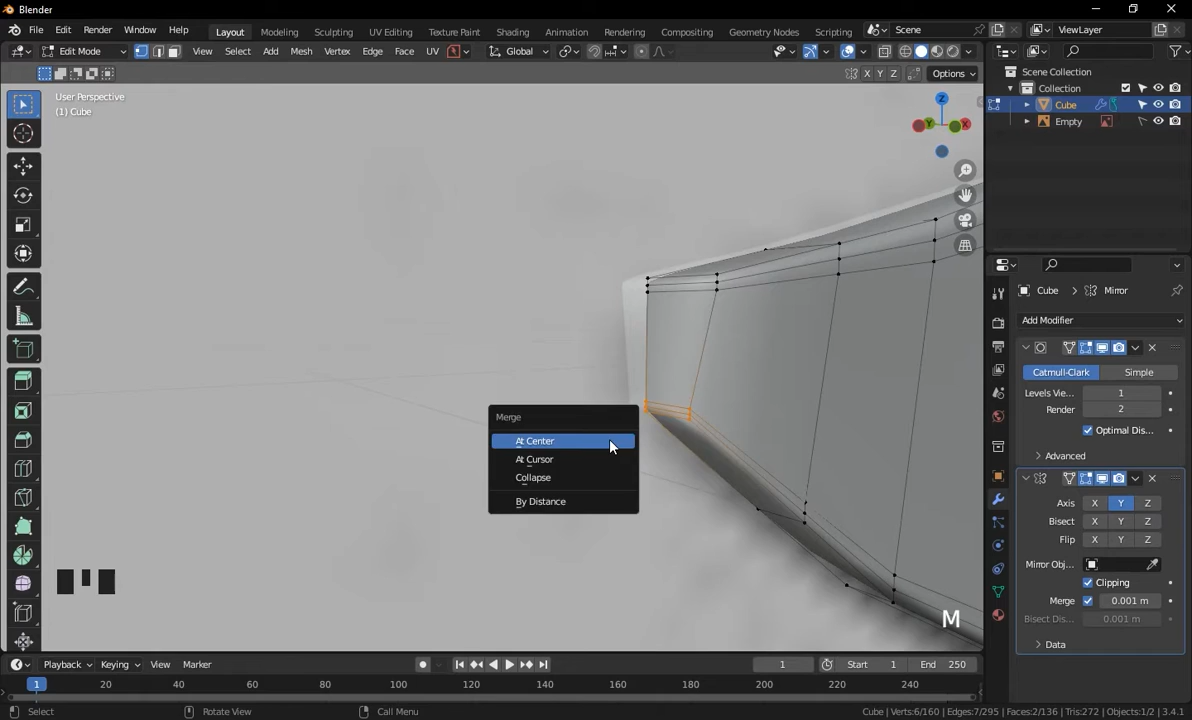 Blender
File Edit Render Window Help Layout Modeling Sculpting UV Editing Texture Paint Shading Animation Rendering Compositing Geometry Nodes Scripting Scene ViewLayer
Edit Mode View Select Add Mesh Vertex Edge Face UV Global
X Y Z Options
User Perspective
(1) Cube
Z
Y X
Scene Collection
Collection
Cube
Empty
Cube Mirror
Add Modifier
Catmull-Clark Simple
Levels Vie... 1
Render 2
Optimal Dis...
Advanced
Axis X Y Z
Bisect X Y Z
Flip X Y Z
Mirror Obj...
Clipping
Merge 0.001 m
Bisect Dis... 0.001 m
Data
Merge
At Center
At Cursor
Collapse
By Distance
M
Playback Keying View Marker 1 Start 1 End 250
1 20 40 60 80 100 120 140 160 180 200 220 240
Select Rotate View Call Menu Cube | Verts:6/160 | Edges:7/295 | Faces:2/136 | Tris:272 | Objects:1/2 | 3.4.1